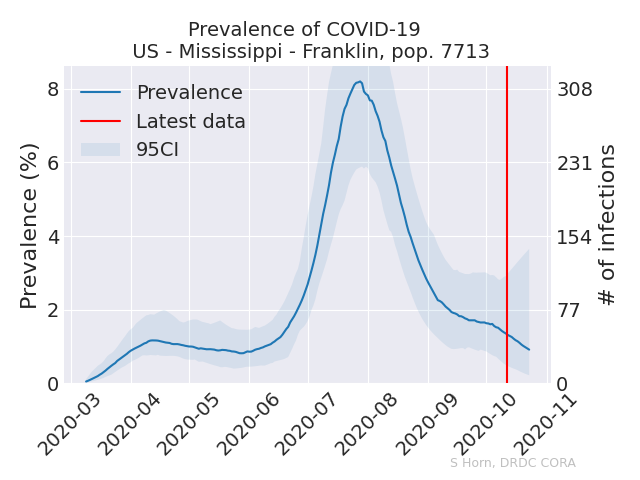 Prevalence of COVID-19
US - Mississippi - Franklin, pop. 7713
Prevalence
Latest data
95CI
Prevalence (%)
8
6
4
2
0
308
231
154
77
0
# of infections
2020-03
2020-04
2020-05
2020-06
2020-07
2020-08
2020-09
2020-10
2020-11
S Horn, DRDC CORA